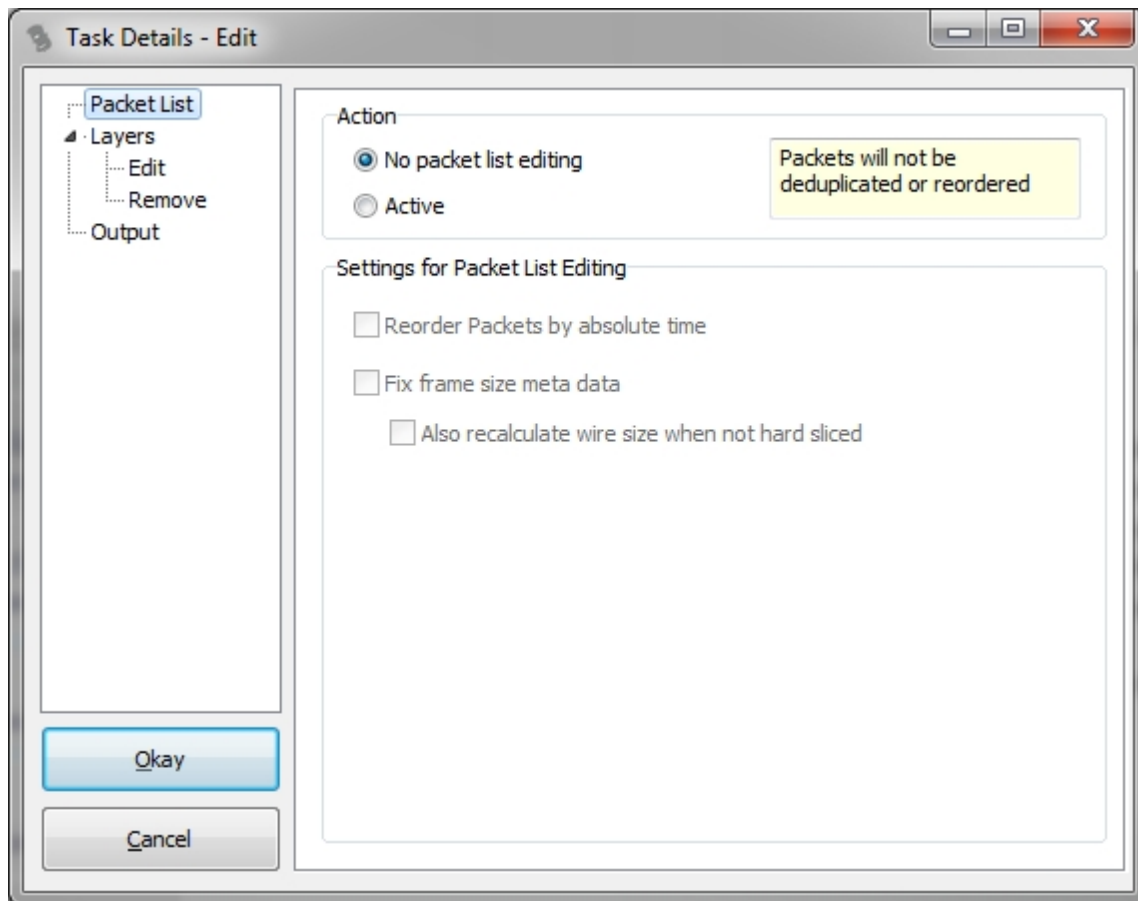 Task Details - Edit
Packet List
Layers
Edit
Remove
Output
Okay
Cancel
Action
No packet list editing
Active
Packets will not be
deduplicated or reordered
Settings for Packet List Editing
Reorder Packets by absolute time
Fix frame size meta data
Also recalculate wire size when not hard sliced